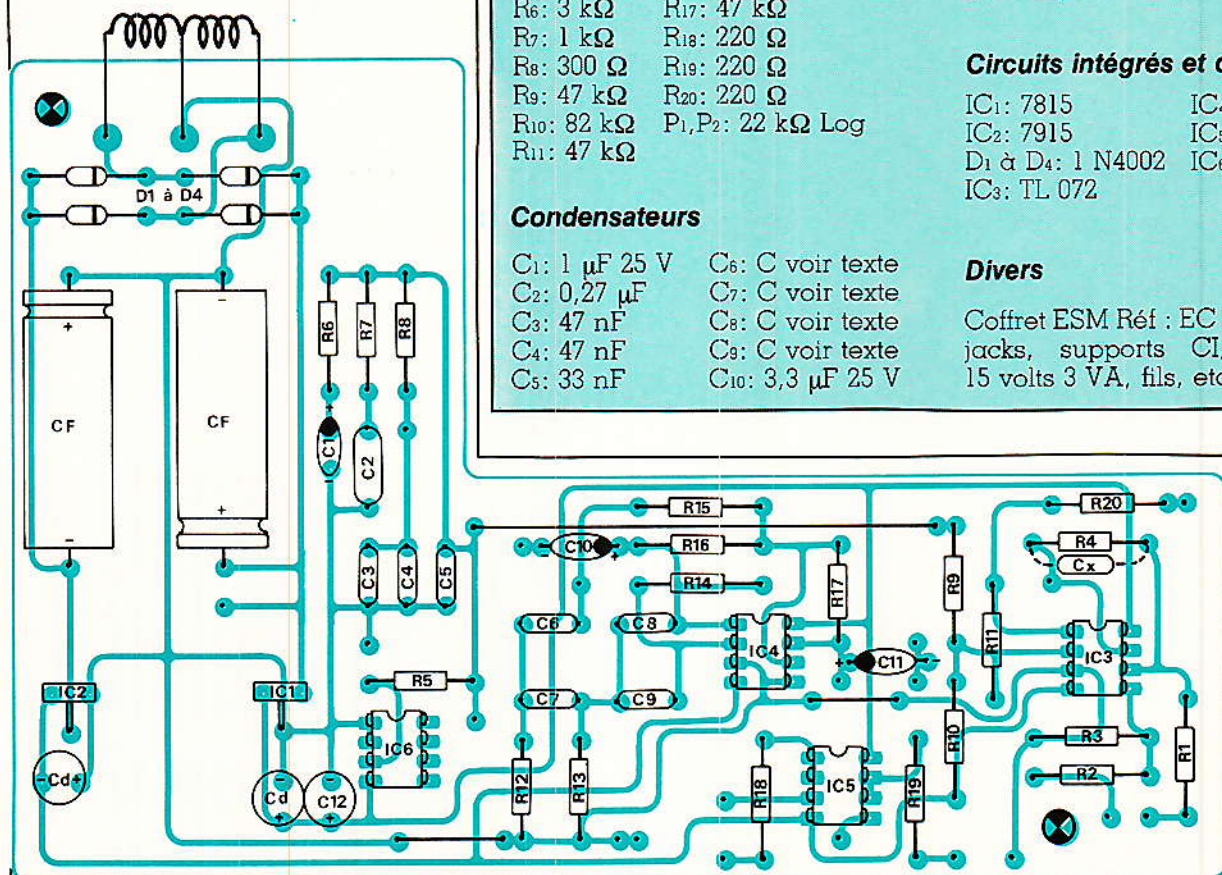 R6: 3 kΩ R17: 47 kΩ
R7: 1 kΩ R18: 220 Ω
R8: 300 Ω R19: 220 Ω
R9: 47 kΩ R20: 220 Ω
R10: 82 kΩ P1,P2: 22 kΩ Log
R11: 47 kΩ
Condensateurs
C1: 1 µF 25 V C6: C voir texte
C2: 0,27 µF C7: C voir texte
C3: 47 nF C8: C voir texte
C4: 47 nF C9: C voir texte
C5: 33 nF C10: 3,3 µF 25 V
Circuits intégrés et
IC1: 7815
IC2: 7915
D1 à D4: 1 N4002
IC3: TL 072
Divers
Coffret ESM Réf : EC
jacks, supports CI,
15 volts 3 VA, fils, etc
D1 à D4
+
-
CF
CF
-
+
R6
R7
R8
+
C1
-
C2
C3
C4
C5
R5
IC6
IC2
IC1
-Cd+
-
Cd
+
-
C12
+
R15
- C10 +
R16
R14
C6
C8
C7
C9
R12
R13
IC4
R17
+ C11 -
R18
IC5
R19
R9
R10
R11
R20
R4
Cx
IC3
R3
R2
R1